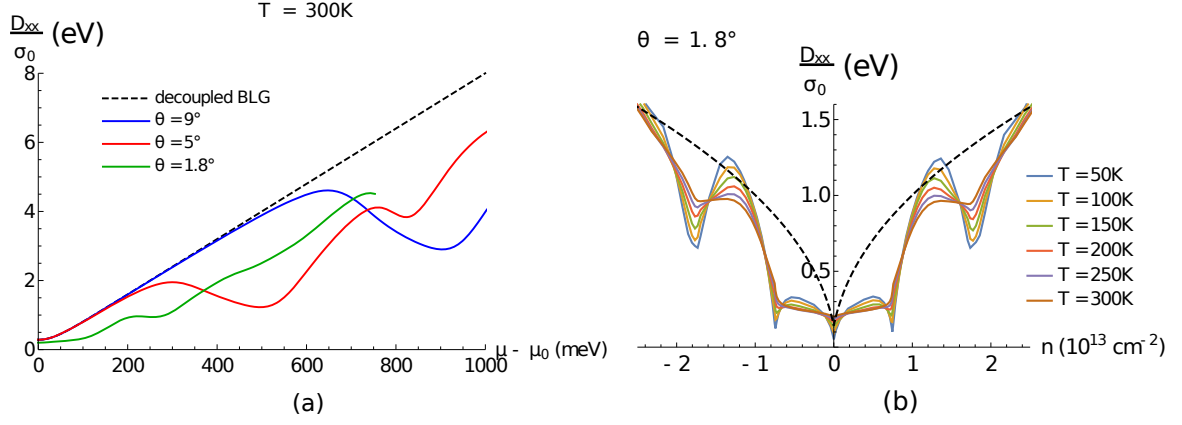 T = 300K
Dxx/σ0 (eV)
8
6
4
2
0
decoupled BLG
θ = 9°
θ = 5°
θ = 1.8°
0 200 400 600 800 1000
μ - μ0 (meV)
(a)
θ = 1.8°
Dxx/σ0 (eV)
1.5
1.0
0.5
T = 50K
T = 100K
T = 150K
T = 200K
T = 250K
T = 300K
-2 -1 0 1 2
n (10¹³ cm⁻²)
(b)